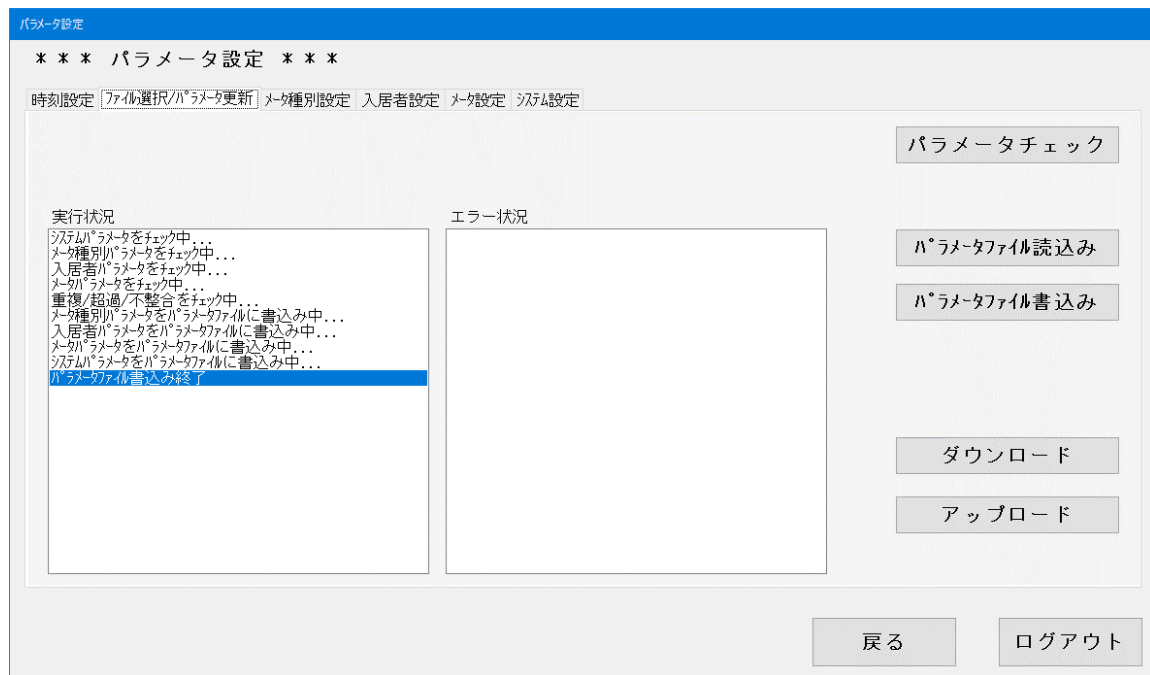 パラメータ設定
＊＊＊ パラメータ設定 ＊＊＊
時刻設定 ﾌｧｲﾙ選択/ﾊﾟﾗﾒｰﾀ更新 ﾒｰﾀ種別設定 入居者設定 ﾒｰﾀ設定 ｼｽﾃﾑ設定
パラメータチェック
実行状況 エラー状況
ｼｽﾃﾑﾊﾟﾗﾒｰﾀをﾁｪｯｸ中...
ﾒｰﾀ種別ﾊﾟﾗﾒｰﾀをﾁｪｯｸ中...
入居者ﾊﾟﾗﾒｰﾀをﾁｪｯｸ中...
ﾒｰﾀﾊﾟﾗﾒｰﾀをﾁｪｯｸ中...
重複/超過/不整合をﾁｪｯｸ中...
ﾒｰﾀ種別ﾊﾟﾗﾒｰﾀをﾊﾟﾗﾒｰﾀﾌｧｲﾙに書込み中...
入居者ﾊﾟﾗﾒｰﾀをﾊﾟﾗﾒｰﾀﾌｧｲﾙに書込み中...
ﾒｰﾀﾊﾟﾗﾒｰﾀをﾊﾟﾗﾒｰﾀﾌｧｲﾙに書込み中...
ｼｽﾃﾑﾊﾟﾗﾒｰﾀをﾊﾟﾗﾒｰﾀﾌｧｲﾙに書込み中...
ﾊﾟﾗﾒｰﾀﾌｧｲﾙ書込み終了
ﾊﾟﾗﾒｰﾀﾌｧｲﾙ読込み
ﾊﾟﾗﾒｰﾀﾌｧｲﾙ書込み
ダウンロード
アップロード
戻る ログアウト